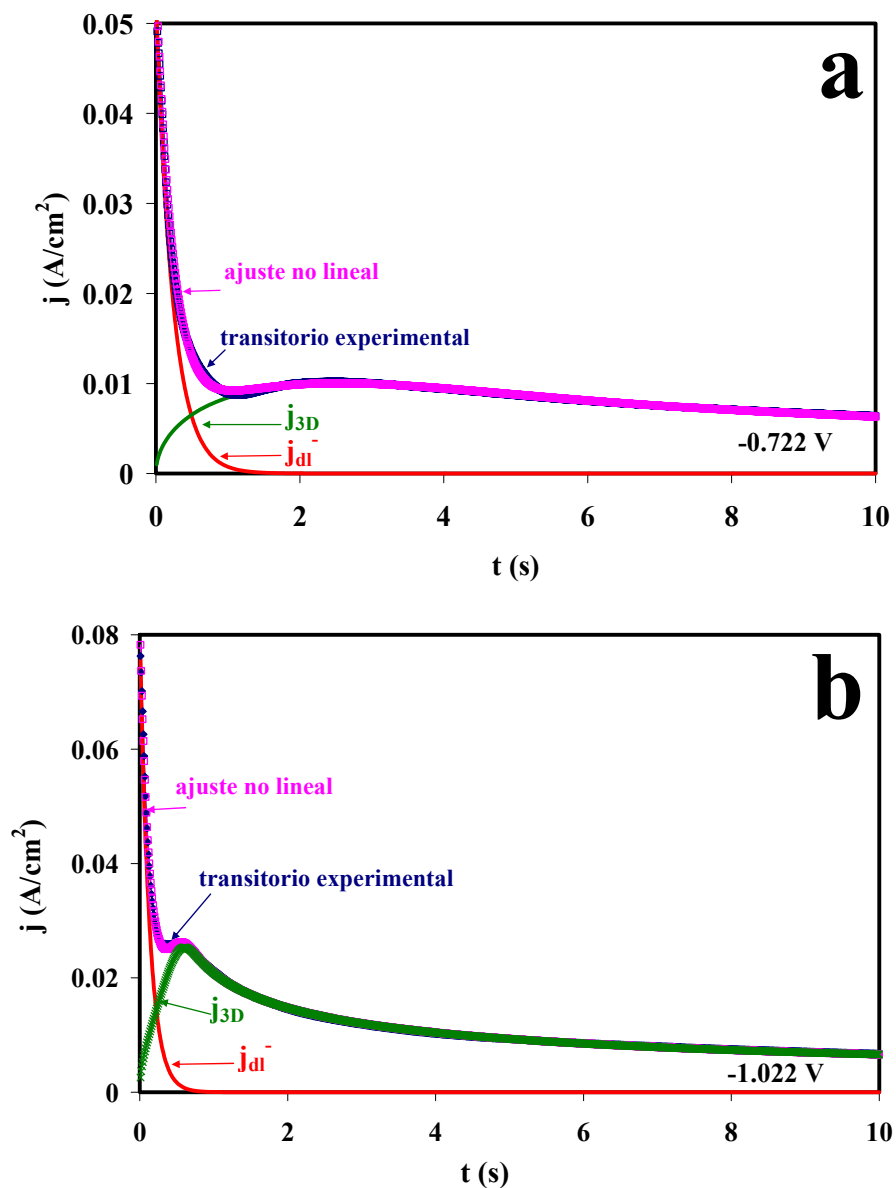 a
0.05
0.04
0.03
0.02
0.01
0
j (A/cm²)
ajuste no lineal
transitorio experimental
j3D
jdl-
-0.722 V
0 2 4 6 8 10
t (s)
b
0.08
0.06
0.04
0.02
0.00
j (A/cm²)
ajuste no lineal
transitorio experimental
j3D
jdl-
-1.022 V
0 2 4 6 8 10
t (s)